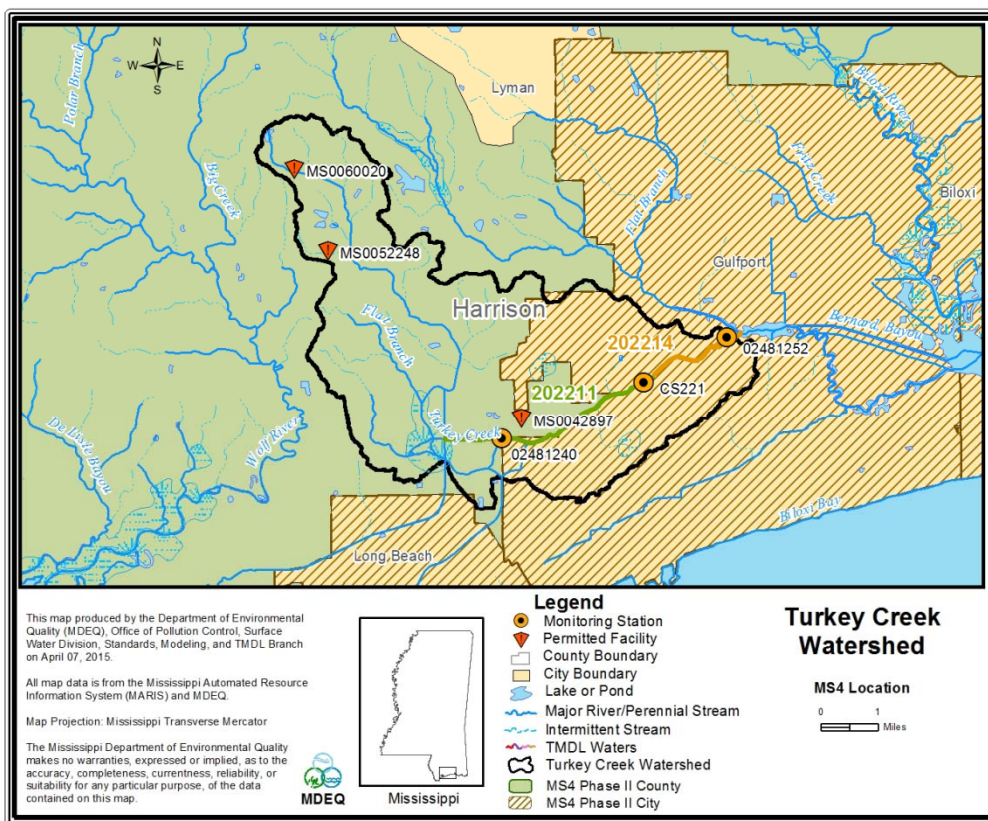 N
W E
S
Polar Branch
Big Creek
Lyman
Biloxi River
Fritz Creek
Flat Branch
Biloxi
MS0060020
MS0052248
Gulfport
Flat Branch
Harrison
Bernard Bayou
202214
02481252
CS221
202211
MS0042897
Turkey Creek
02481240
De Lisle Bayou
Wolf River
Long Beach
Biloxi Bay
This map produced by the Department of Environmental
Quality (MDEQ), Office of Pollution Control, Surface
Water Division, Standards, Modeling, and TMDL Branch
on April 07, 2015.
All map data is from the Mississippi Automated Resource
Information System (MARIS) and MDEQ.
Map Projection: Mississippi Transverse Mercator
The Mississippi Department of Environmental Quality
makes no warranties, expressed or implied, as to the
accuracy, completeness, currentness, reliability, or
suitability for any particular purpose, of the data
contained on this map.
MDEQ
Mississippi
Legend
Monitoring Station
Permitted Facility
County Boundary
City Boundary
Lake or Pond
Major River/Perennial Stream
Intermittent Stream
TMDL Waters
Turkey Creek Watershed
MS4 Phase II County
MS4 Phase II City
Turkey Creek
Watershed
MS4 Location
0 1
Miles